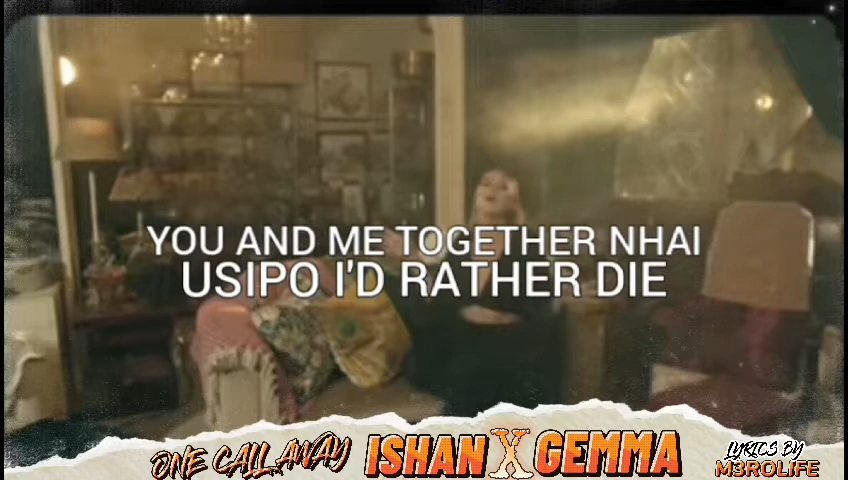 YOU AND ME TOGETHER NHAI
USIPO I'D RATHER DIE
ONE CALL AWAY ISHAN X GEMMA
LYRICS BY
M3ROLIFE